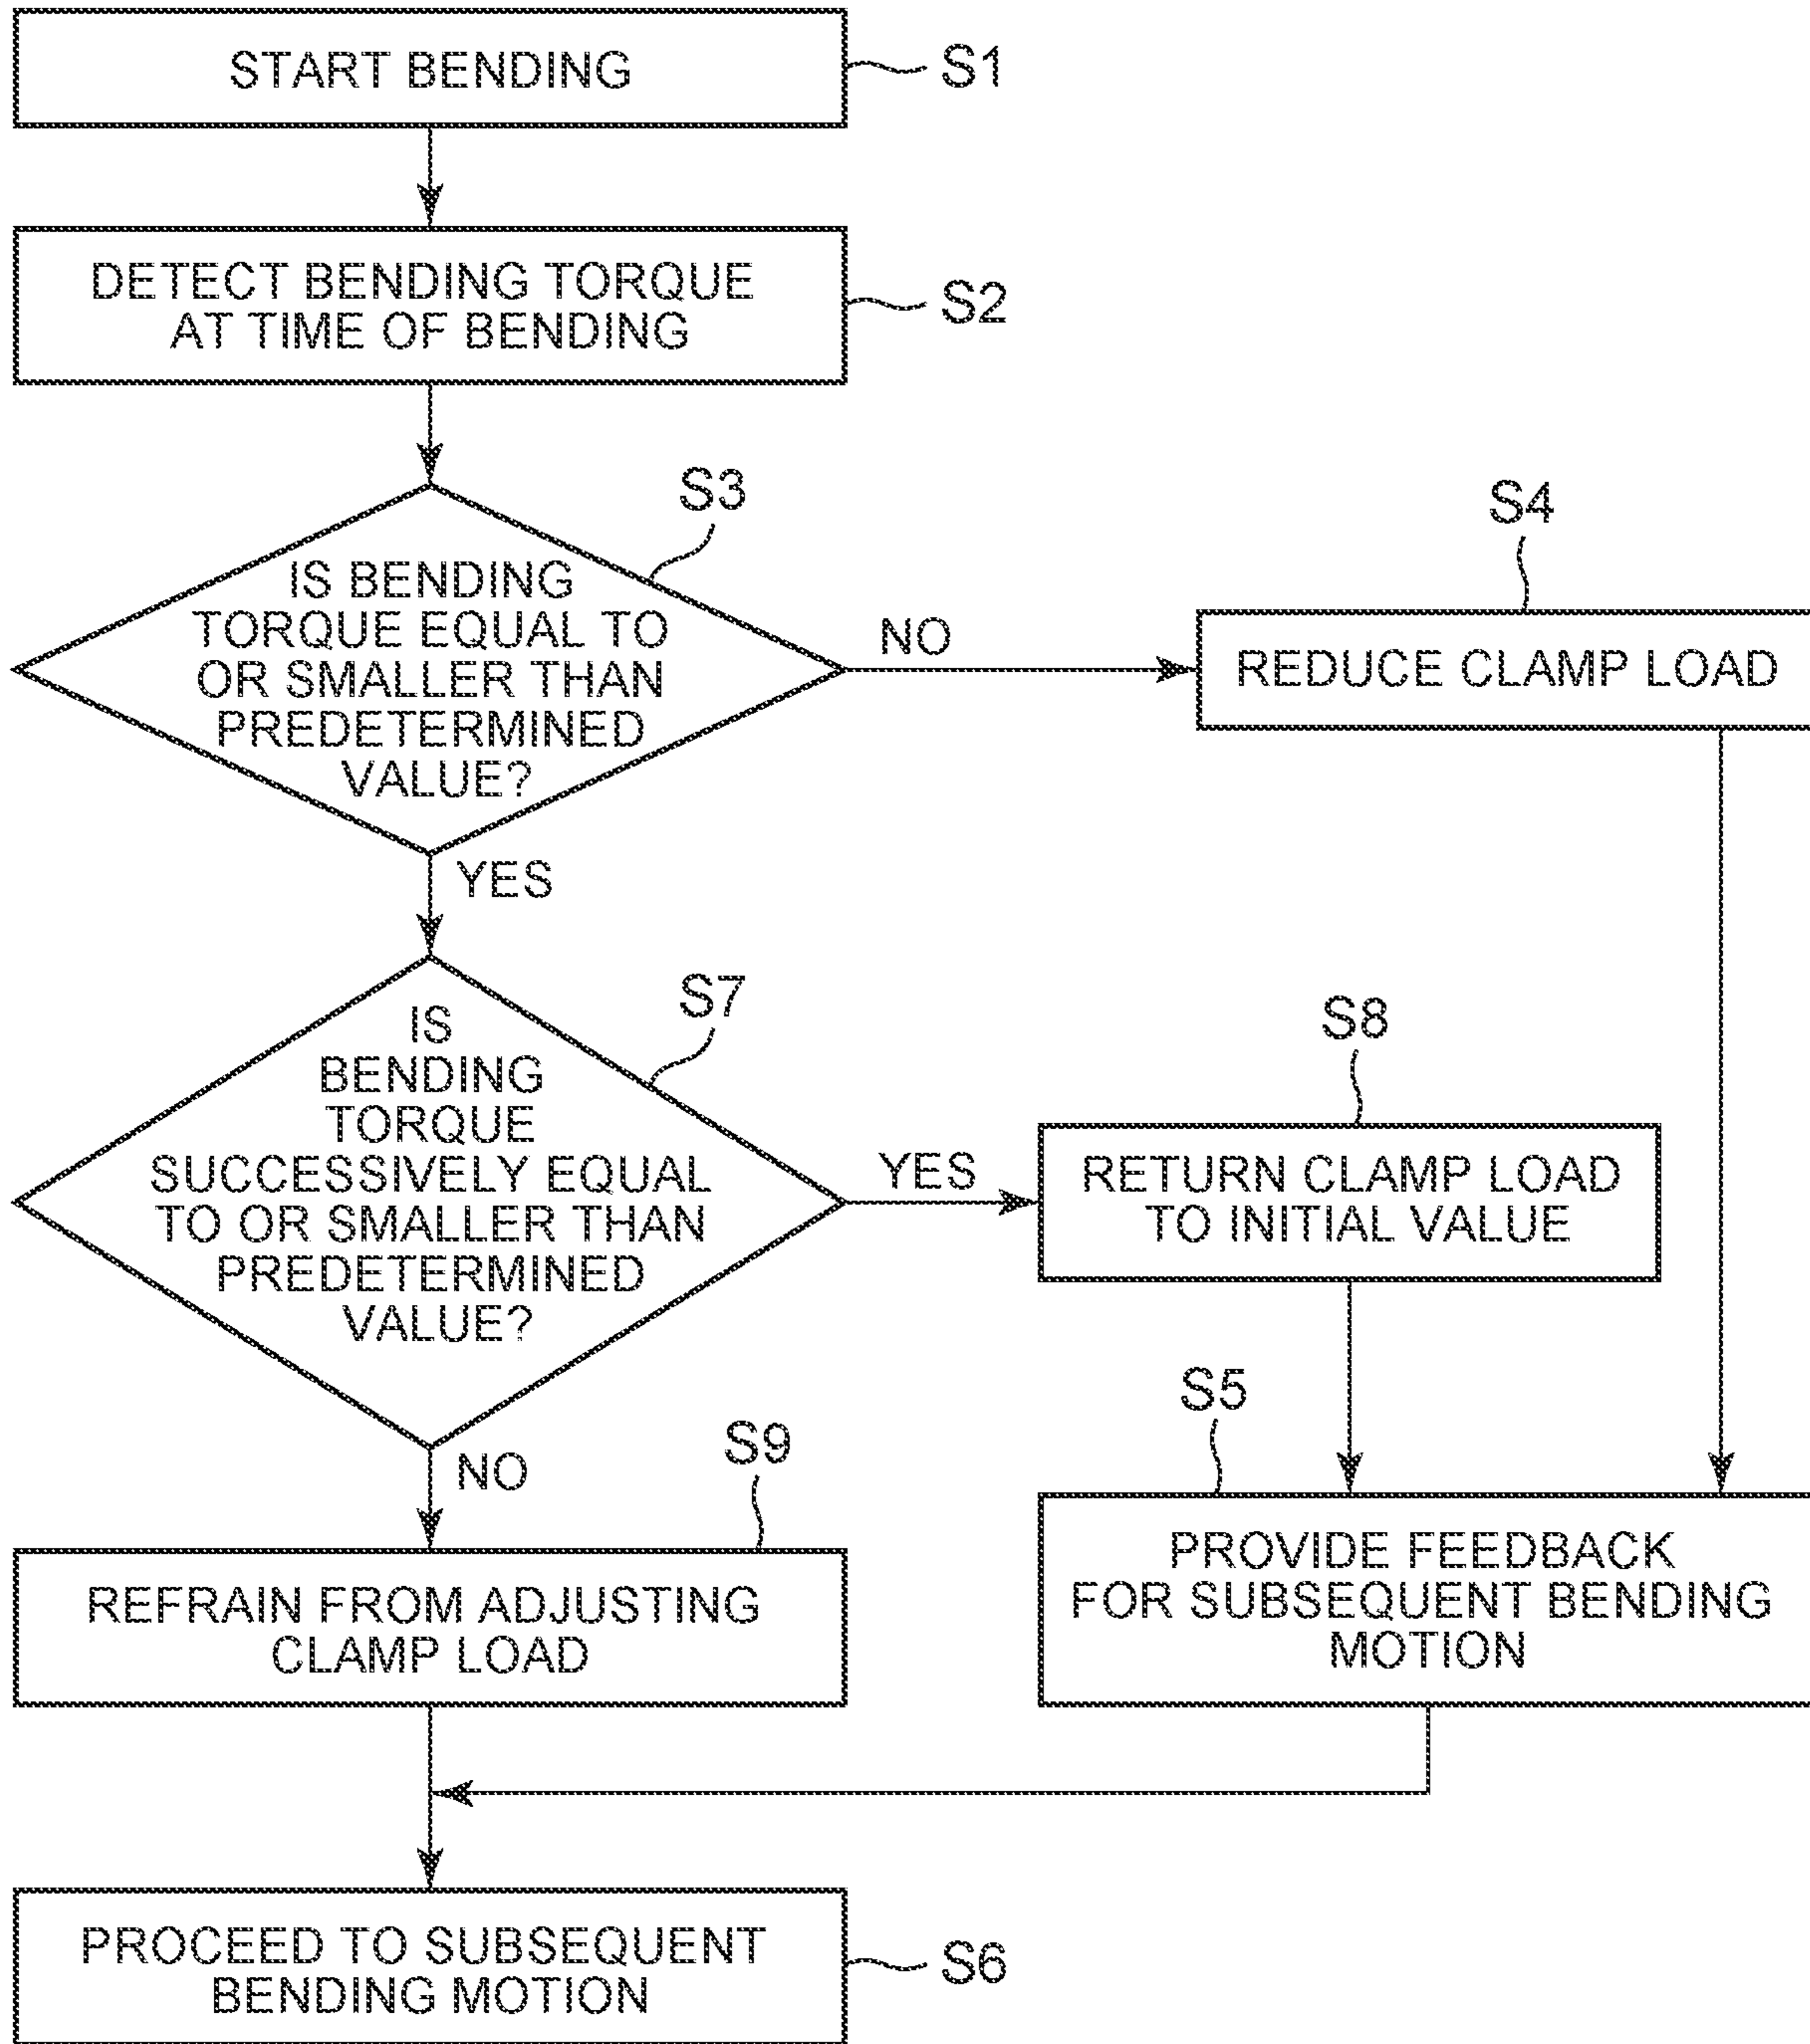 START BENDING
S1
DETECT BENDING TORQUE
AT TIME OF BENDING
S2
S3
IS BENDING
TORQUE EQUAL TO
OR SMALLER THAN
PREDETERMINED
VALUE?
NO
S4
REDUCE CLAMP LOAD
YES
S7
IS
BENDING
TORQUE
SUCCESSIVELY EQUAL
TO OR SMALLER THAN
PREDETERMINED
VALUE?
YES
S8
RETURN CLAMP LOAD
TO INITIAL VALUE
NO
S9
REFRAIN FROM ADJUSTING
CLAMP LOAD
S5
PROVIDE FEEDBACK
FOR SUBSEQUENT BENDING
MOTION
PROCEED TO SUBSEQUENT
BENDING MOTION
S6